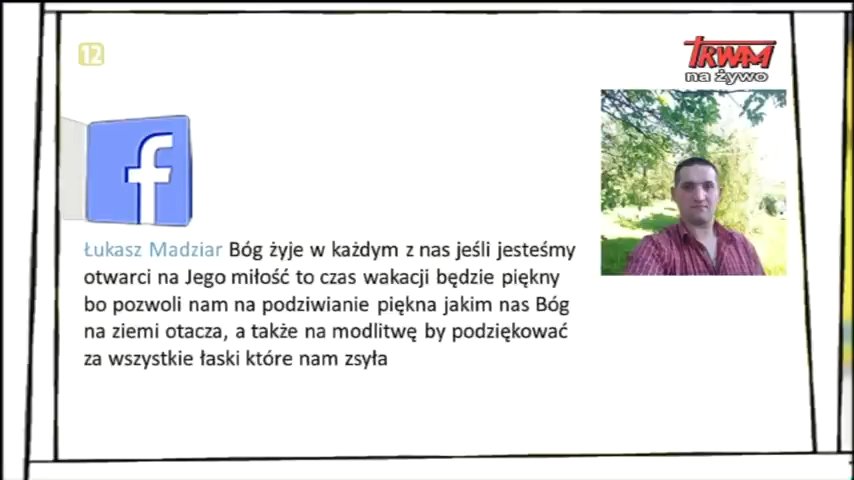 12
TRWAM
na żywo
f
Łukasz Madziar Bóg żyje w każdym z nas jeśli jesteśmy
otwarci na Jego miłość to czas wakacji będzie piękny
bo pozwoli nam na podziwianie piękna jakim nas Bóg
na ziemi otacza, a także na modlitwę by podziękować
za wszystkie łaski które nam zsyła